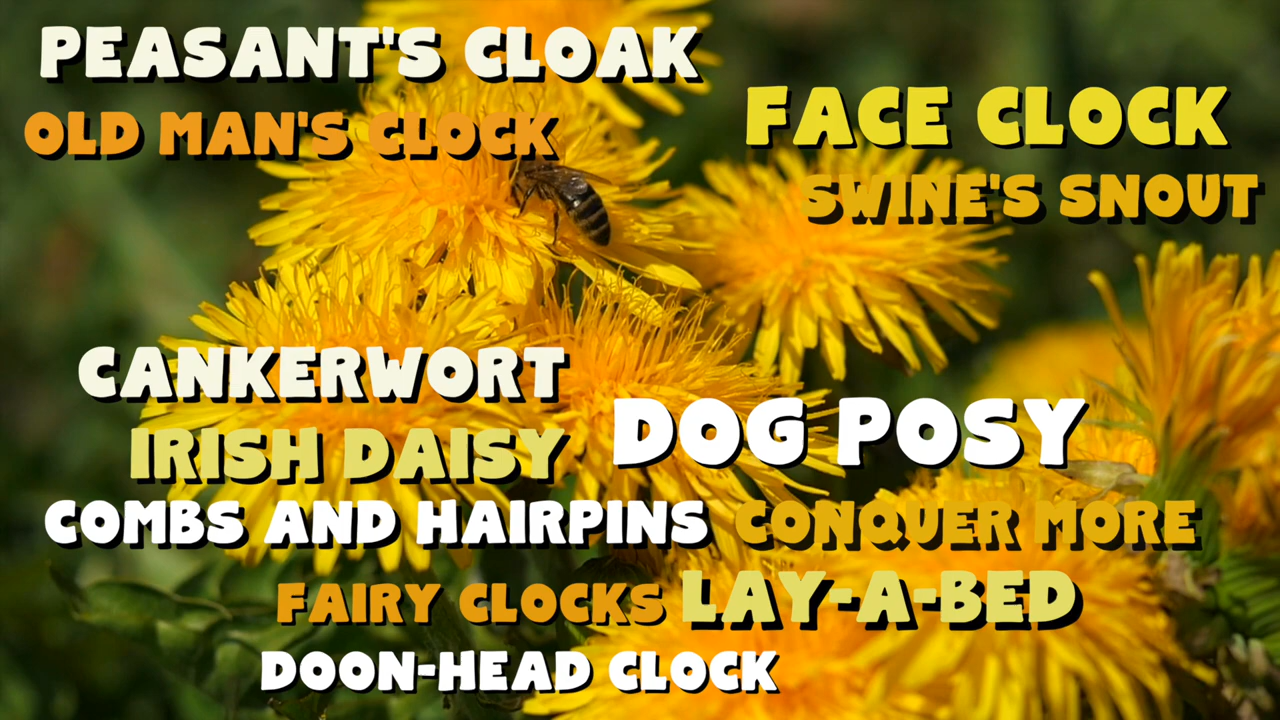 PEASANT'S CLOAK
OLD MAN'S CLOCK
FACE CLOCK
SWINE'S SNOUT
CANKERWORT
IRISH DAISY
DOG POSY
COMBS AND HAIRPINS
CONQUER MORE
FAIRY CLOCKS
LAY-A-BED
DOON-HEAD CLOCK